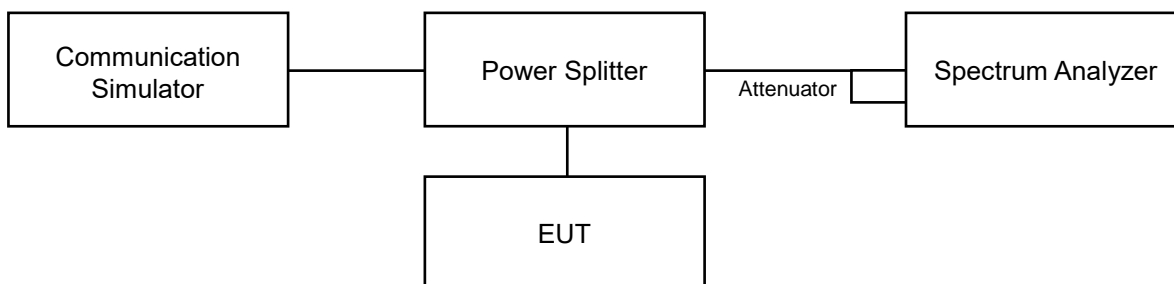 Communication
Simulator
Power Splitter
Attenuator
Spectrum Analyzer
EUT